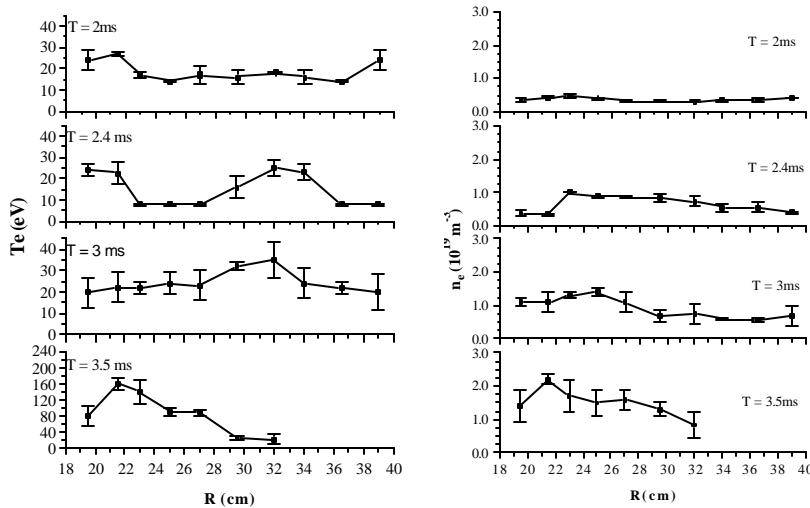 T = 2ms
40
30
20
10
0
T = 2.4 ms
40
30
20
10
0
T = 3 ms
40
30
20
10
0
T = 3.5 ms
240
200
160
120
80
40
0
18 20 22 24 26 28 30 32 34 36 38 40
R (cm)
Te (eV)
3.0
2.0
1.0
0.0
T = 2ms
3.0
2.0
1.0
0.0
T = 2.4ms
3.0
2.0
1.0
0.0
T = 3ms
3.0
2.0
1.0
0.0
T = 3.5ms
18 20 22 24 26 28 30 32 34 36 38 40
R (cm)
nₑ (10¹⁹ m⁻³)